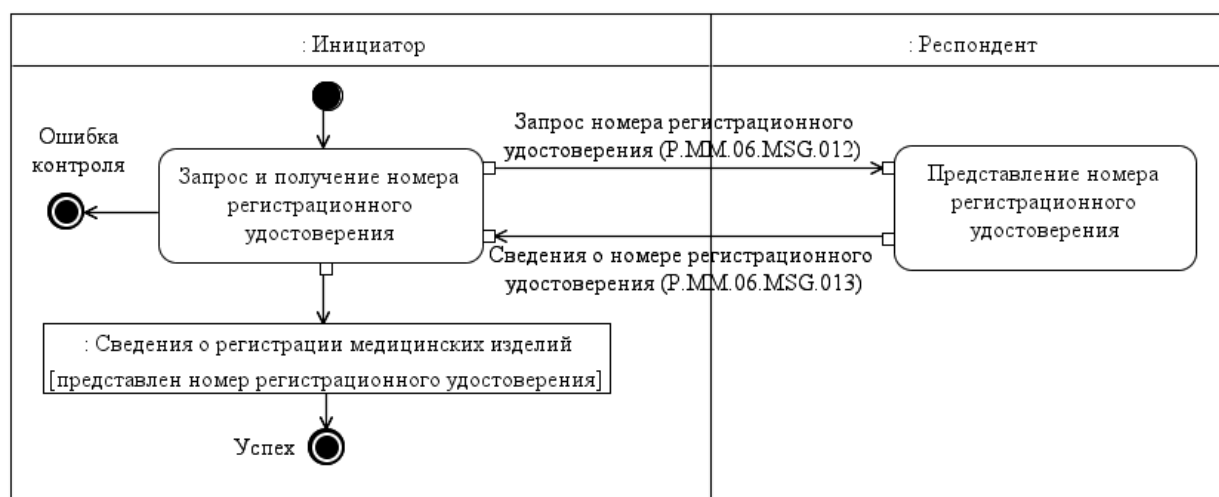 : Инициатор
: Респондент
Ошибка
контроля
Запрос и получение номера
регистрационного
удостоверения
Запрос номера регистрационного
удостоверения (P.MM.06.MSG.012)
Представление номера
регистрационного
удостоверения
Сведения о номере регистрационного
удостоверения (P.MM.06.MSG.013)
: Сведения о регистрации медицинских изделий
[представлен номер регистрационного удостоверения]
Успех